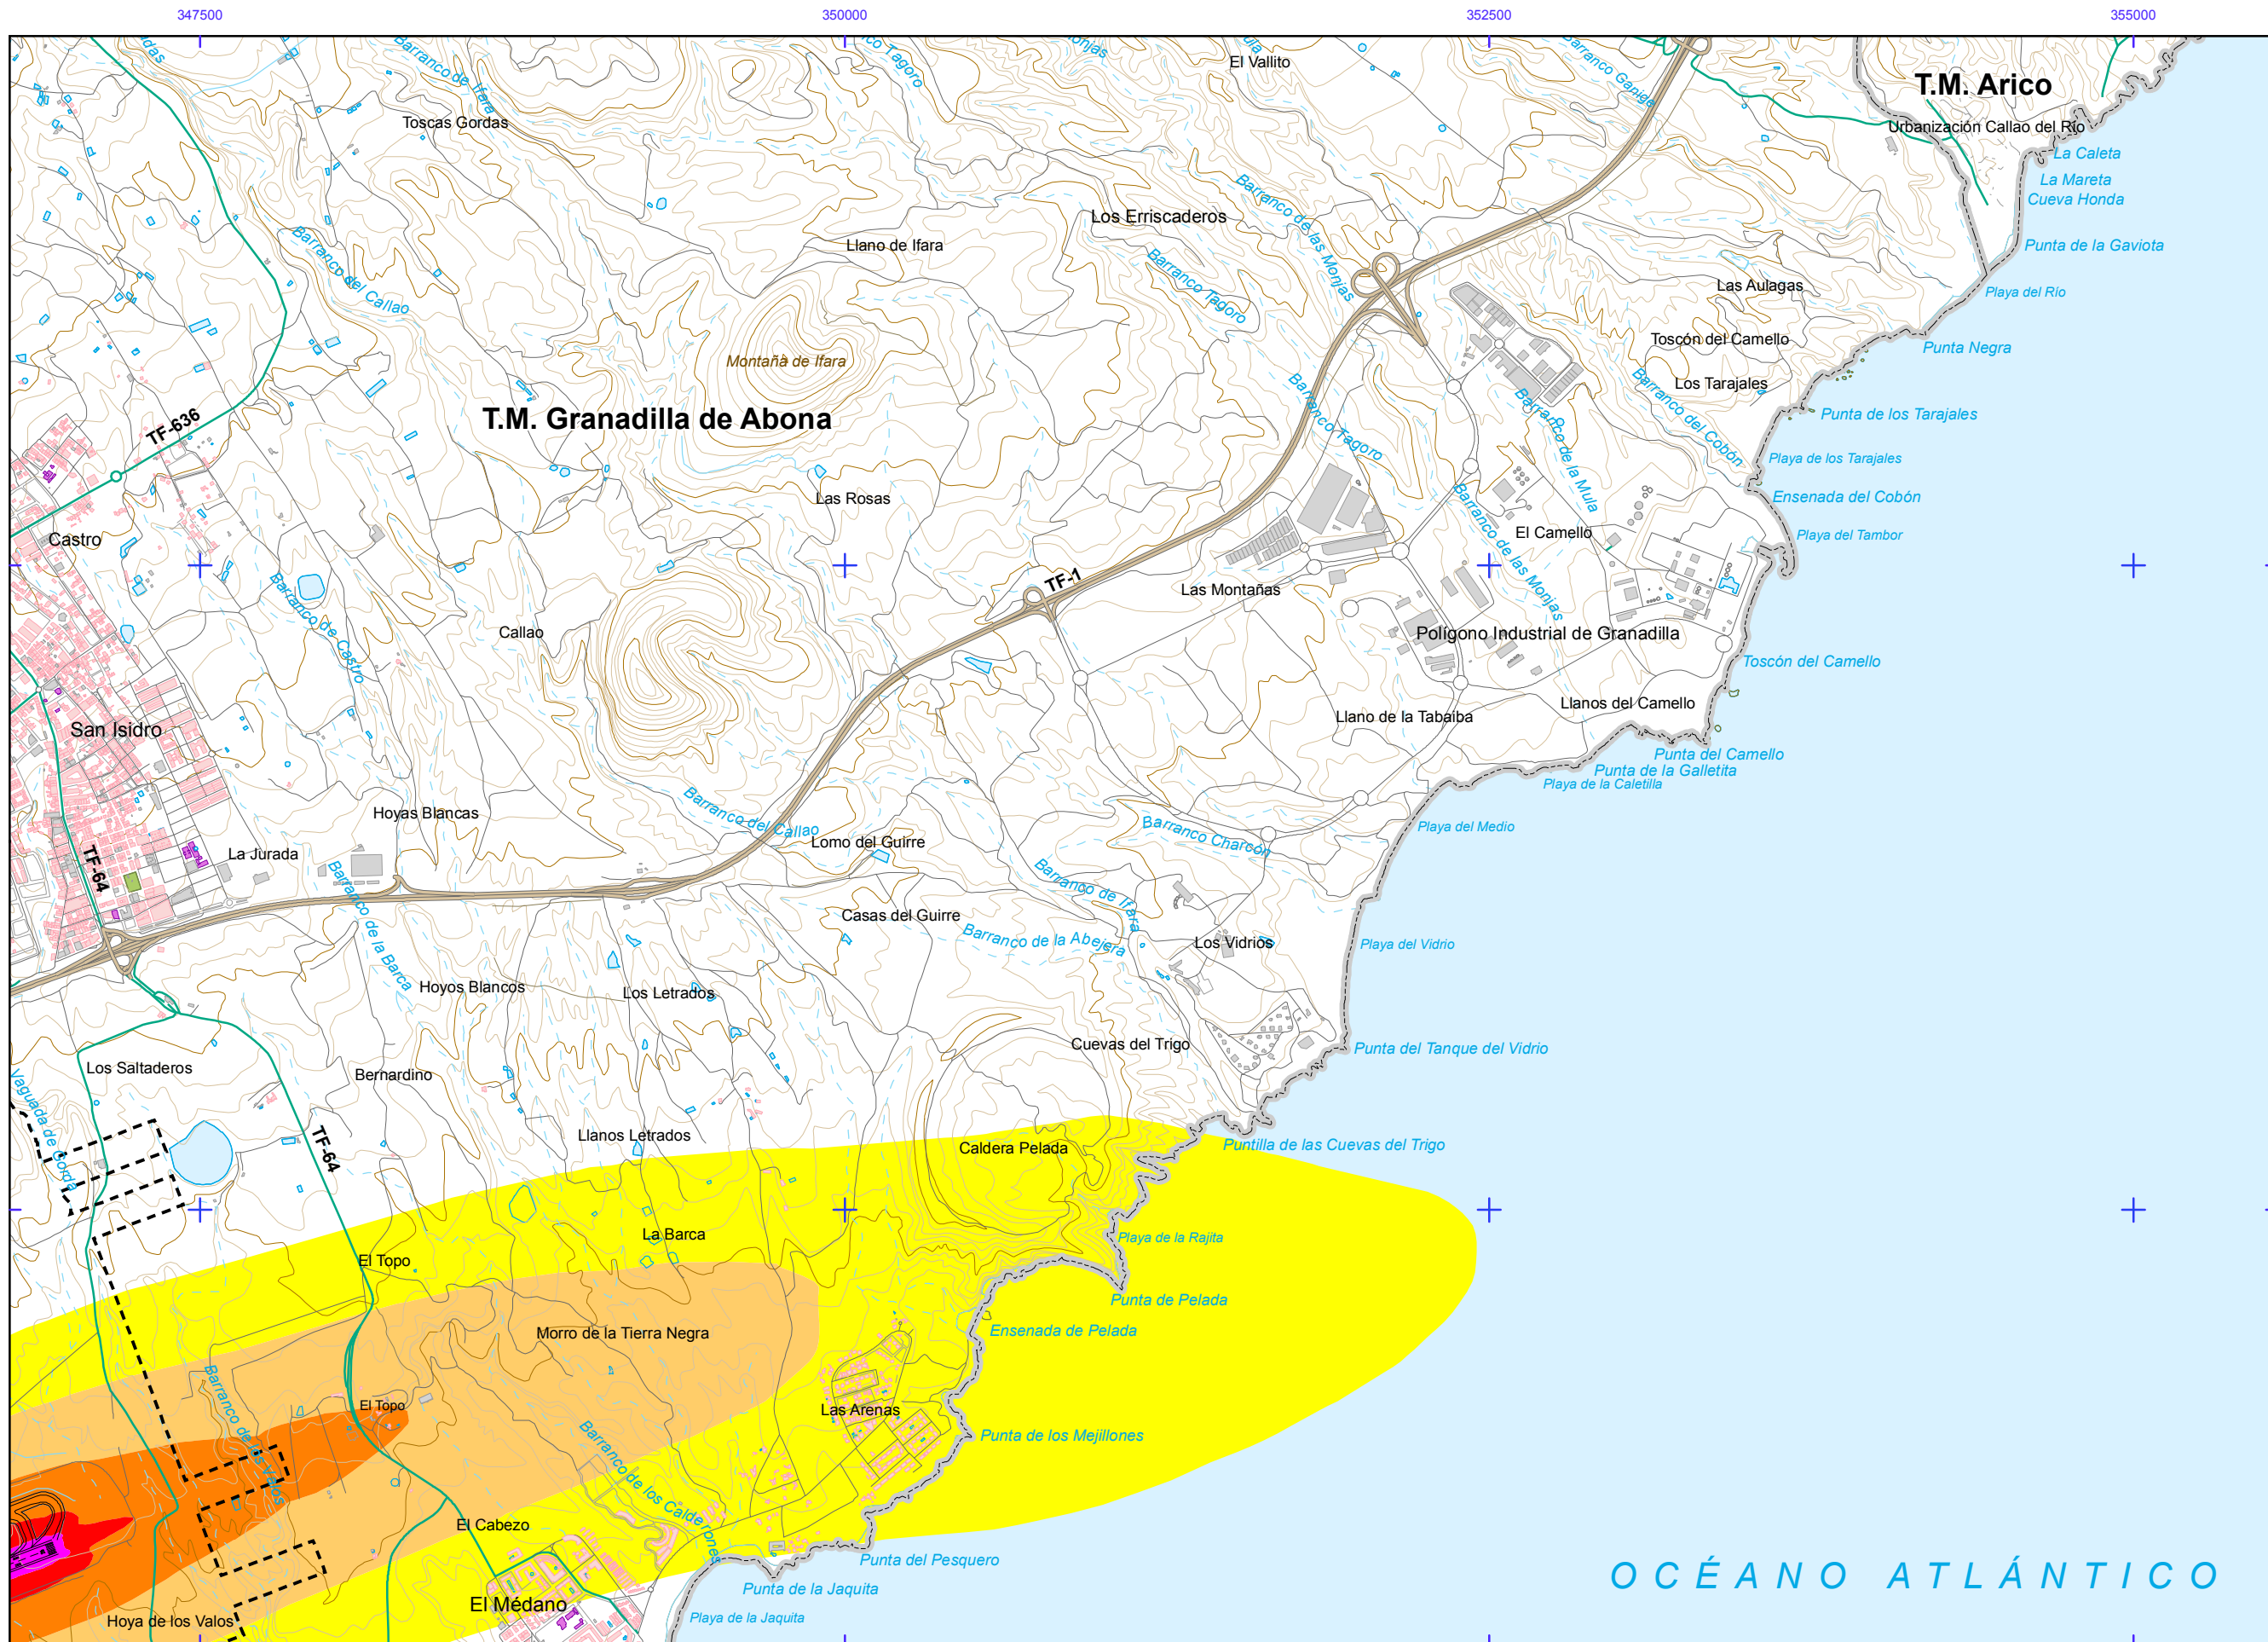 347500
350000
352500
355000
Barranco de Ifara
Barranco Tagoro
El Vallito
Barranco Ganige
T.M. Arico
Toscas Gordas
Urbanización Callao del Río
La Caleta
La Mareta
Cueva Honda
Barranco de las Monjas
Los Erriscaderos
Llano de Ifara
Punta de la Gaviota
Barranco del Callao
Barranco Tagoro
Las Aulagas
Playa del Río
Toscón del Camello
Punta Negra
Montaña de Ifara
Los Tarajales
TF-636
T.M. Granadilla de Abona
Barranco Tagoro
Barranco de la Mula
Barranco del Cobón
Punta de los Tarajales
Playa de los Tarajales
Las Rosas
Ensenada del Cobón
Castro
El Camello
Playa del Tambor
Barranco de las Monjas
TF-1
Las Montañas
Barranco de Castro
Callao
Polígono Industrial de Granadilla
Toscón del Camello
San Isidro
Llano de la Tabaiba
Llanos del Camello
Punta del Camello
Punta de la Galletita
Playa de la Caletilla
Hoyas Blancas
Barranco del Callao
Playa del Medio
Lomo del Guirre
Barranco Charcón
TF-64
La Jurada
Barranco de la Barca
Barranco de Ifara
Casas del Guirre
Barranco de la Abejera
Los Vidrios
Playa del Vidrio
Hoyos Blancos
Los Letrados
Cuevas del Trigo
Punta del Tanque del Vidrio
Los Saltaderos
Bernardino
Vaguada de Gorda
TF-64
Llanos Letrados
Caldera Pelada
Puntilla de las Cuevas del Trigo
La Barca
Playa de la Rajita
El Topo
Punta de Pelada
Morro de la Tierra Negra
Ensenada de Pelada
Barranco de los Valos
El Topo
Las Arenas
Punta de los Mejillones
Barranco de los Calderones
El Cabezo
Punta del Pesquero
OCÉANO ATLÁNTICO
Punta de la Jaquita
El Médano
Playa de la Jaquita
Hoya de los Valos